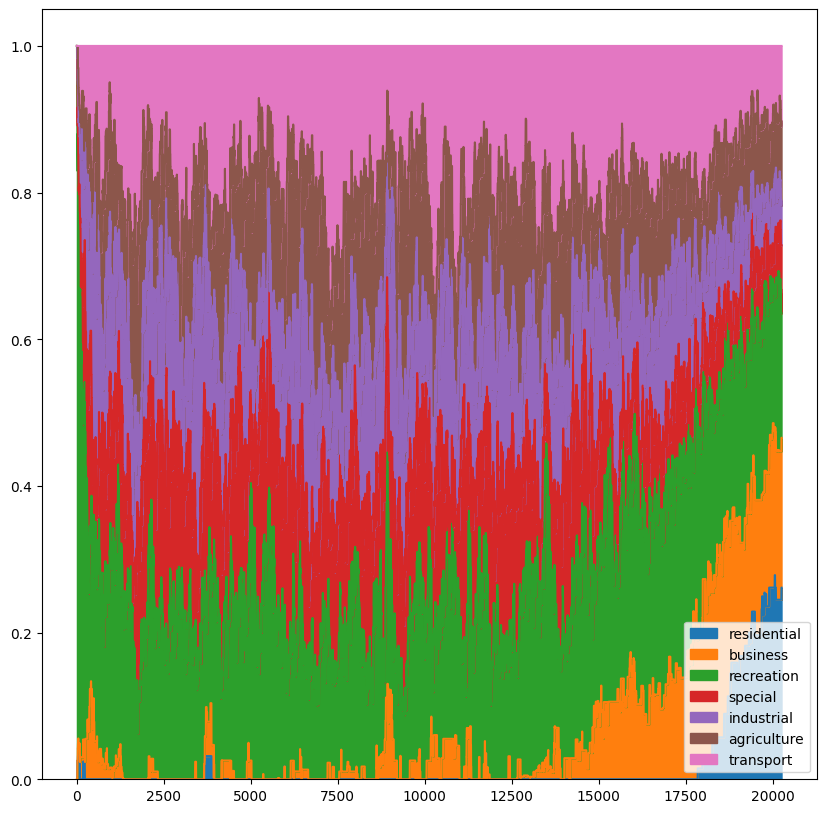 1.0
0.8
0.6
0.4
0.2
0.0
residential
business
recreation
special
industrial
agriculture
transport
0 2500 5000 7500 10000 12500 15000 17500 20000